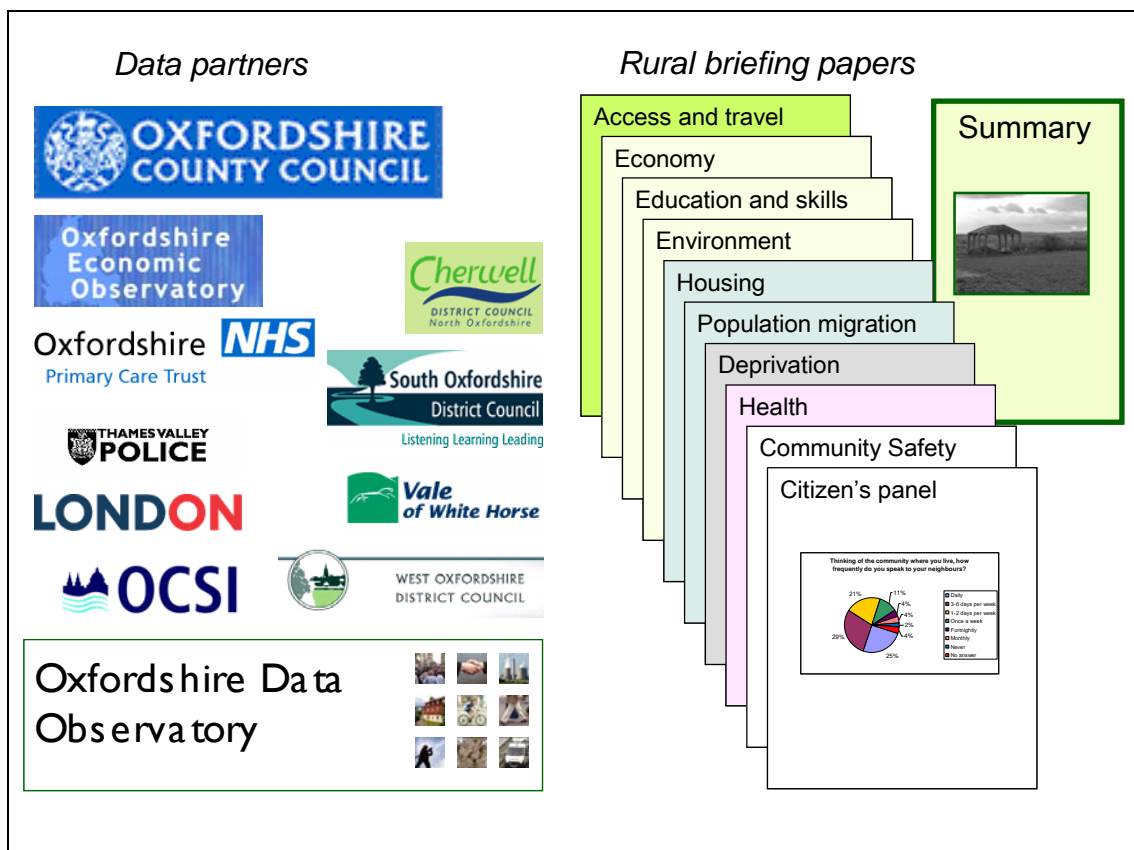 Data partners
OXFORDSHIRE
COUNTY COUNCIL
Oxfordshire
Economic
Observatory
Cherwell
DISTRICT COUNCIL
North Oxfordshire
Oxfordshire NHS
Primary Care Trust
South Oxfordshire
District Council
Listening Learning Leading
THAMES VALLEY
POLICE
Vale
of White Horse
LONDON
OCSI
WEST OXFORDSHIRE
DISTRICT COUNCIL
Oxfordshire Data
Observatory
Rural briefing papers
Access and travel
Economy
Education and skills
Environment
Housing
Population migration
Deprivation
Health
Community Safety
Citizen's panel
Thinking of the community where you live, how
frequently do you speak to your neighbours?
21%
11%
4%
4%
2%
4%
29%
25%
Daily
3-6 days per week
1-2 days per week
Once a week
Fortnightly
Monthly
Never
No answer
Summary